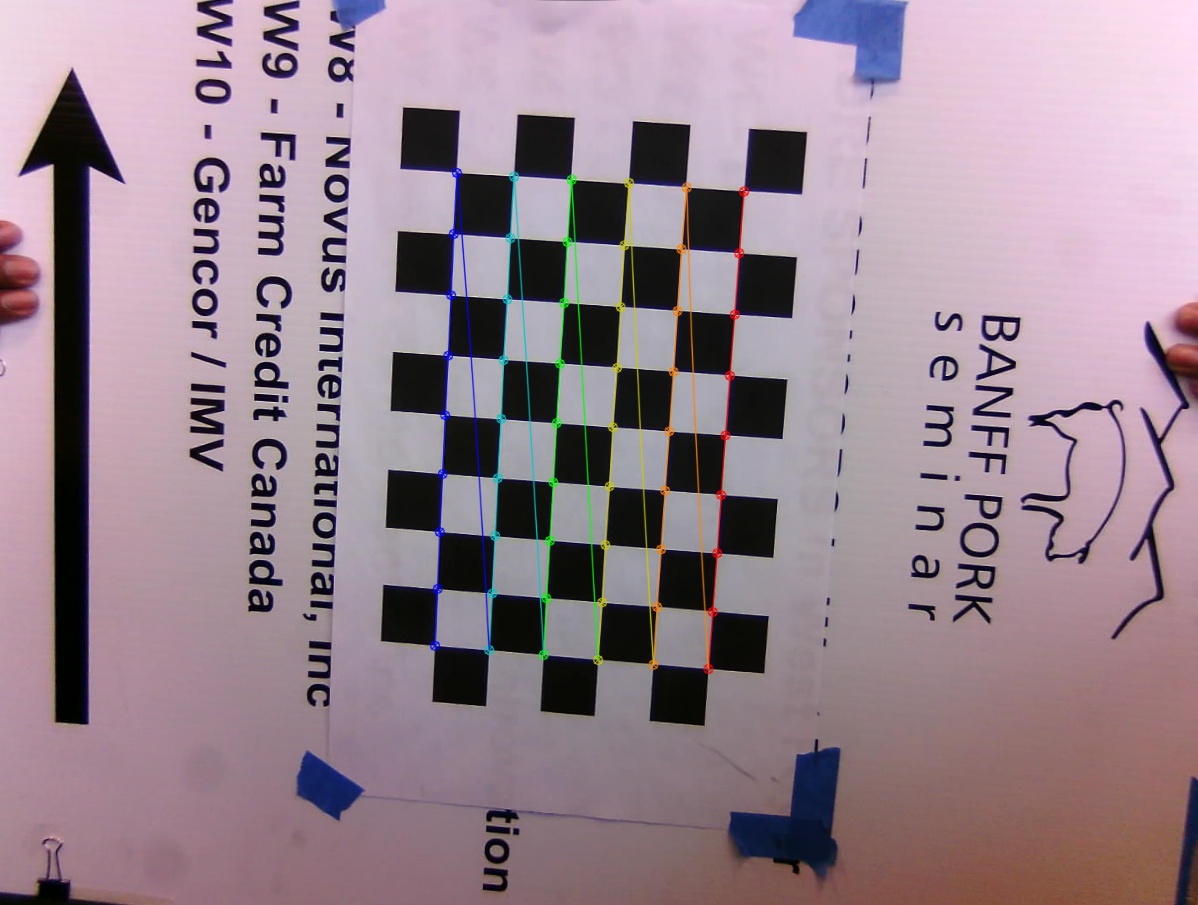 BANFF PORK
seminar
r
tion
W8 - Novus International, Inc
W9 - Farm Credit Canada
W10 - Gencor / IMV